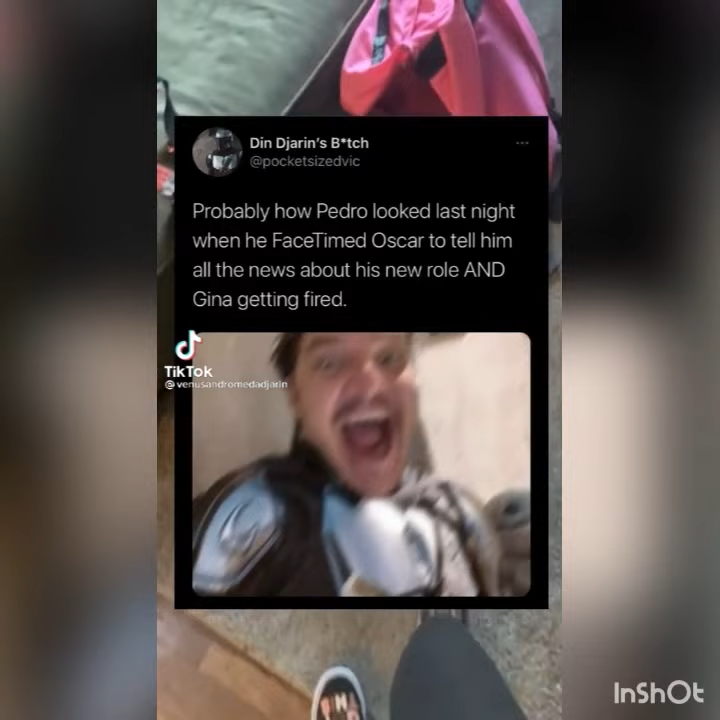 Din Djarin's B*tch
@pocketsizedvic
Probably how Pedro looked last night
when he FaceTimed Oscar to tell him
all the news about his new role AND
Gina getting fired.
TikTok
@venusandromedadjarin
InShOt